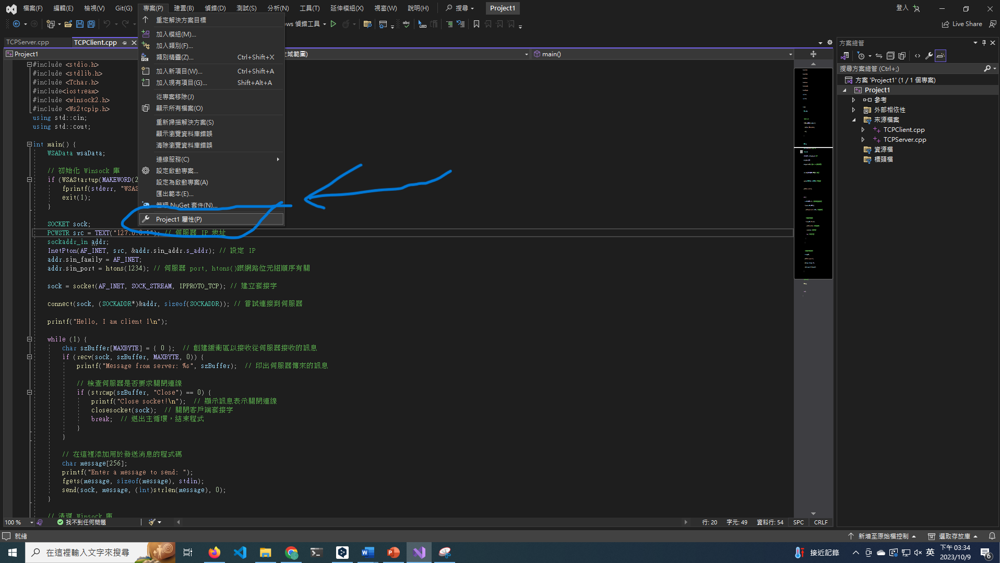 檔案(F) 編輯(E) 檢視(V) Git(G) 專案(P) 建置(B) 偵錯(D) 測試(S) 分析(N) 工具(T) 延伸模組(X) 視窗(W) 說明(H) 搜尋 Project1 登入
ows 偵錯工具 Live Share
TCPServer.cpp TCPClient.cpp
Project1 域範圍) main()
重定解決方案目標
加入模組(M)...
加入類別(F)...
類別精靈(Z)... Ctrl+Shift+X
加入新項目(W)... Ctrl+Shift+A
加入現有項目(G)... Shift+Alt+A
從專案移除(J)
顯示所有檔案(O)
重新掃描解決方案(S)
顯示瀏覽資料庫錯誤
清除瀏覽資料庫錯誤
連線服務(C)
設定啟動專案...
設定為啟動專案(A)
匯出範本(E)...
管理 NuGet 套件(N)...
Project1 屬性(P)
#include <stdio.h>
#include <stdlib.h>
#include <Tchar.h>
#include<iostream>
#include <winsock2.h>
#include <Ws2tcpip.h>
using std::cin;
using std::cout;
int main() {
WSAData wsaData;
// 初始化 Winsock 庫
if (WSAStartup(MAKEWORD(2
fprintf(stderr, "WSAS
exit(1);
}
SOCKET sock;
PCWSTR src = TEXT("127.0.0.1"); // 伺服器 IP 地址
sockaddr_in addr;
InetPton(AF_INET, src, &addr.sin_addr.s_addr); // 設定 IP
addr.sin_family = AF_INET;
addr.sin_port = htons(1234); // 伺服器 port, htons()跟網路位元組順序有關
sock = socket(AF_INET, SOCK_STREAM, IPPROTO_TCP); // 建立套接字
connect(sock, (SOCKADDR*)&addr, sizeof(SOCKADDR)); // 嘗試連接到伺服器
printf("Hello, I am client 1\n");
while (1) {
char szBuffer[MAXBYTE] = { 0 }; // 創建緩衝區以接收從伺服器接收的訊息
if (recv(sock, szBuffer, MAXBYTE, 0)) {
printf("Message from server: %s", szBuffer); // 印出伺服器傳來的訊息
// 檢查伺服器是否要求關閉連線
if (strcmp(szBuffer, "Close") == 0) {
printf("Close socket!\n"); // 顯示訊息表示關閉連線
closesocket(sock); // 關閉客戶端套接字
break; // 退出主循環，結束程式
}
}
// 在這裡添加用於發送消息的程式碼
char message[256];
printf("Enter a message to send: ");
fgets(message, sizeof(message), stdin);
send(sock, message, (int)strlen(message), 0);
}
// 清理 Winsock 庫
100 % 找不到任何問題 行: 20 字元: 49 資料行: 54 SPC CRLF
方案總管
搜尋方案總管 (Ctrl+;)
方案 'Project1' (1 / 1 個專案)
Project1
參考
外部相依性
來源檔案
TCPClient.cpp
TCPServer.cpp
資源檔
標頭檔
就緒 新增至原始檔控制 選取存放庫
在這裡輸入文字來搜尋 接近記錄 英 下午 03:34
2023/10/9 6